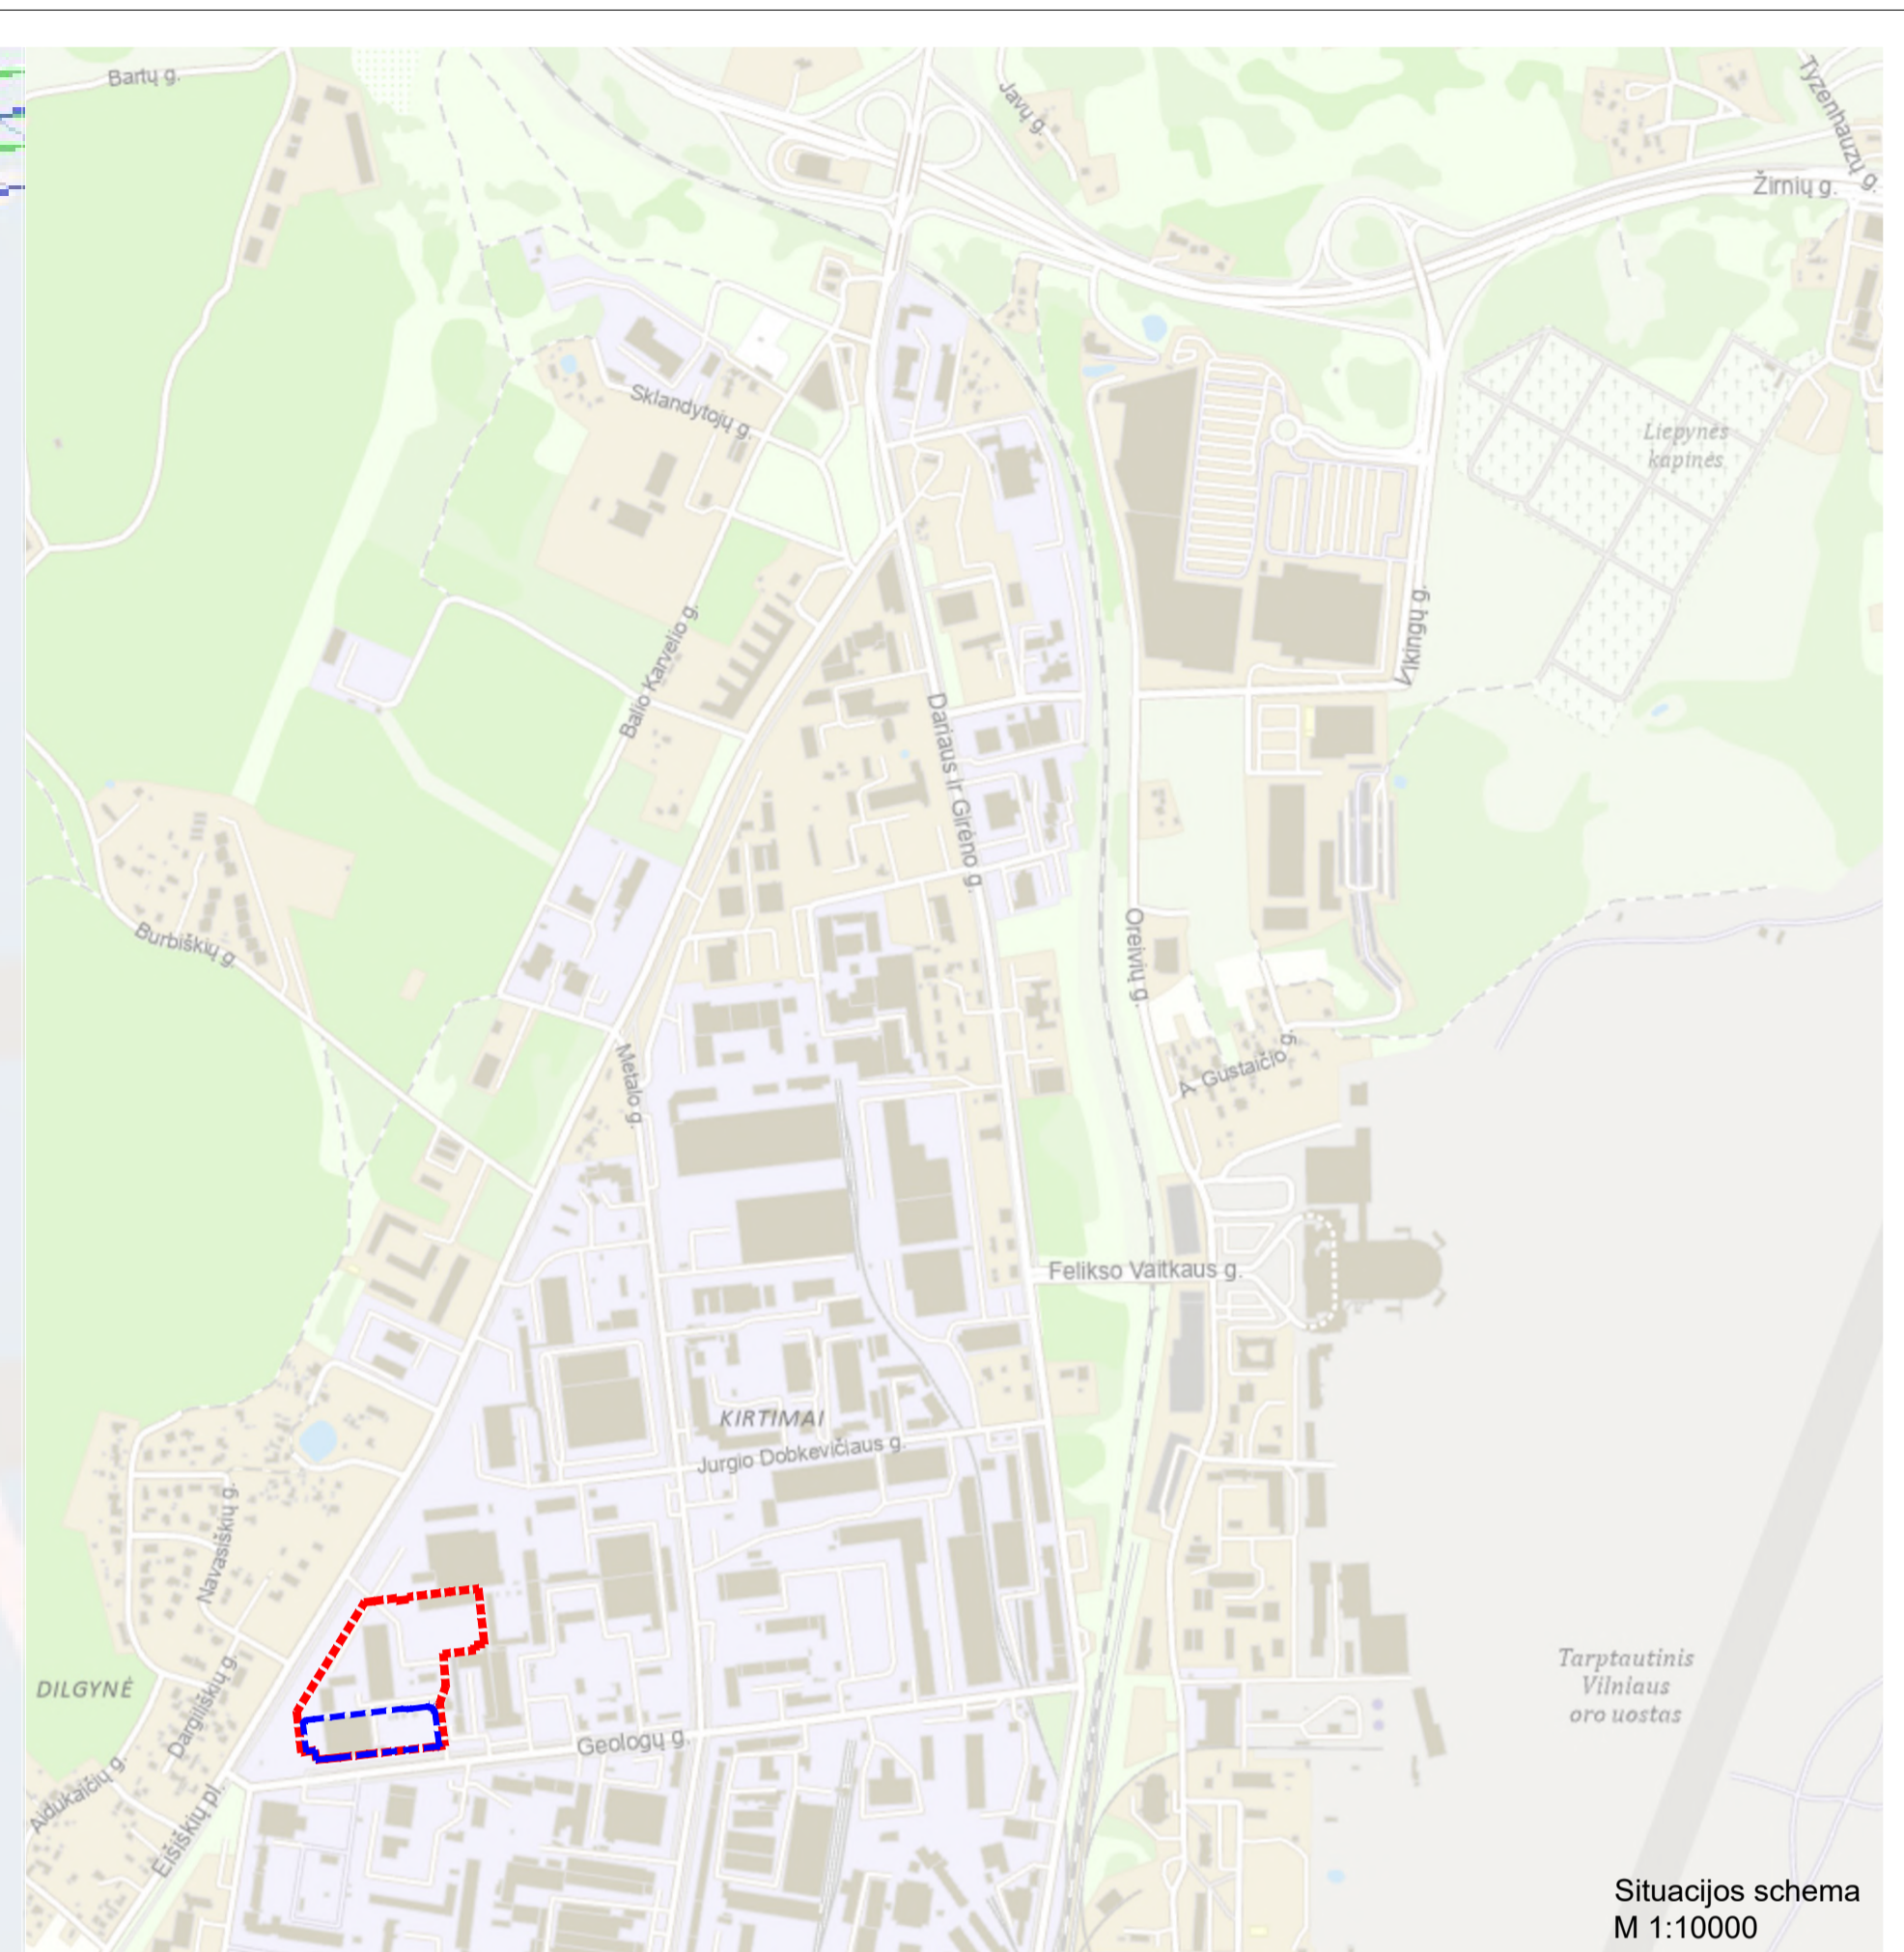 Bartų g.
Javų g.
Tyzenhauzų g.
Žirnių g.
Sklandytojų g.
Liepynės
kapinės
Vikingų g.
Balio Karvelio g.
Dariaus ir Girėno g.
Burbiškių g.
Oreivių g.
A. Gustaičio g.
Metalo g.
Felikso Vaitkaus g.
KIRTIMAI
Jurgio Dobkevičiaus g.
Navasiškių g.
Tarptautinis
Vilniaus
oro uostas
DILGYNĖ
Dargiliškių g.
Geologų g.
Aidukaičių g.
Eišiškių pl.
Situacijos schema
M 1:10000